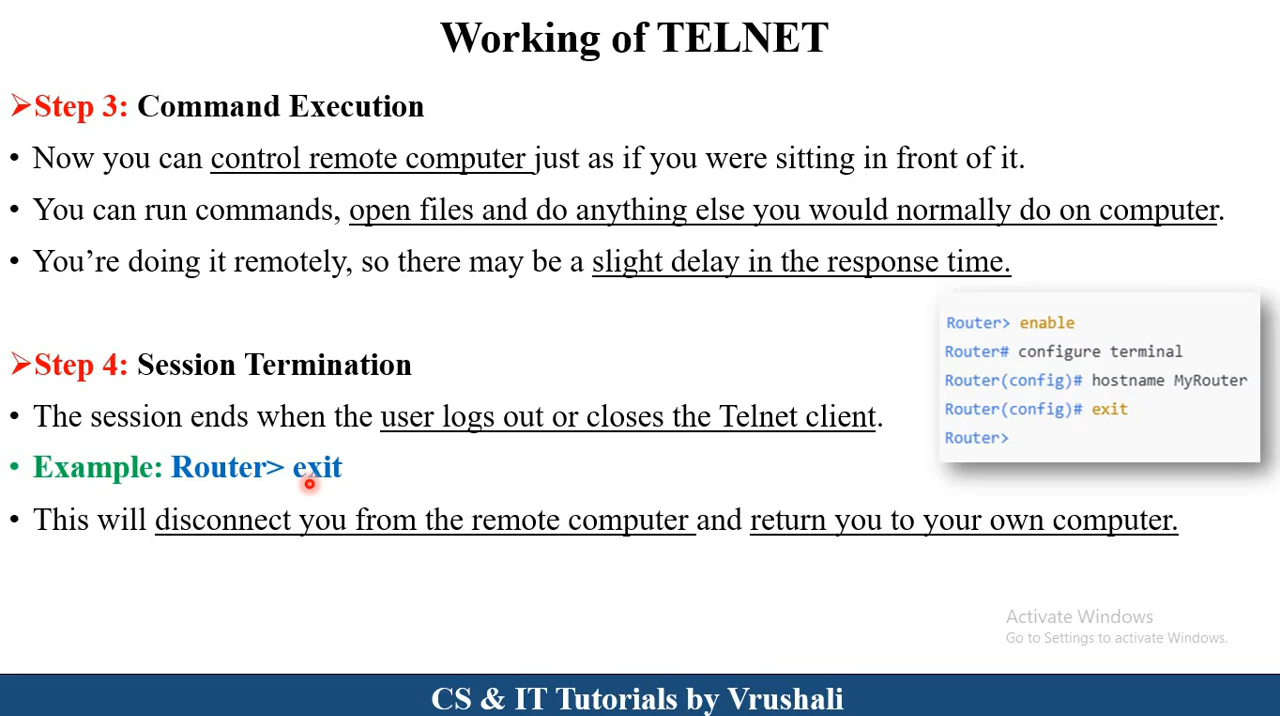 Working of TELNET
➢Step 3: Command Execution
• Now you can control remote computer just as if you were sitting in front of it.
• You can run commands, open files and do anything else you would normally do on computer.
• You’re doing it remotely, so there may be a slight delay in the response time.
Router> enable
Router# configure terminal
Router(config)# hostname MyRouter
Router(config)# exit
Router>
➢Step 4: Session Termination
• The session ends when the user logs out or closes the Telnet client.
• Example: Router> exit
• This will disconnect you from the remote computer and return you to your own computer.
Activate Windows
Go to Settings to activate Windows.
CS & IT Tutorials by Vrushali